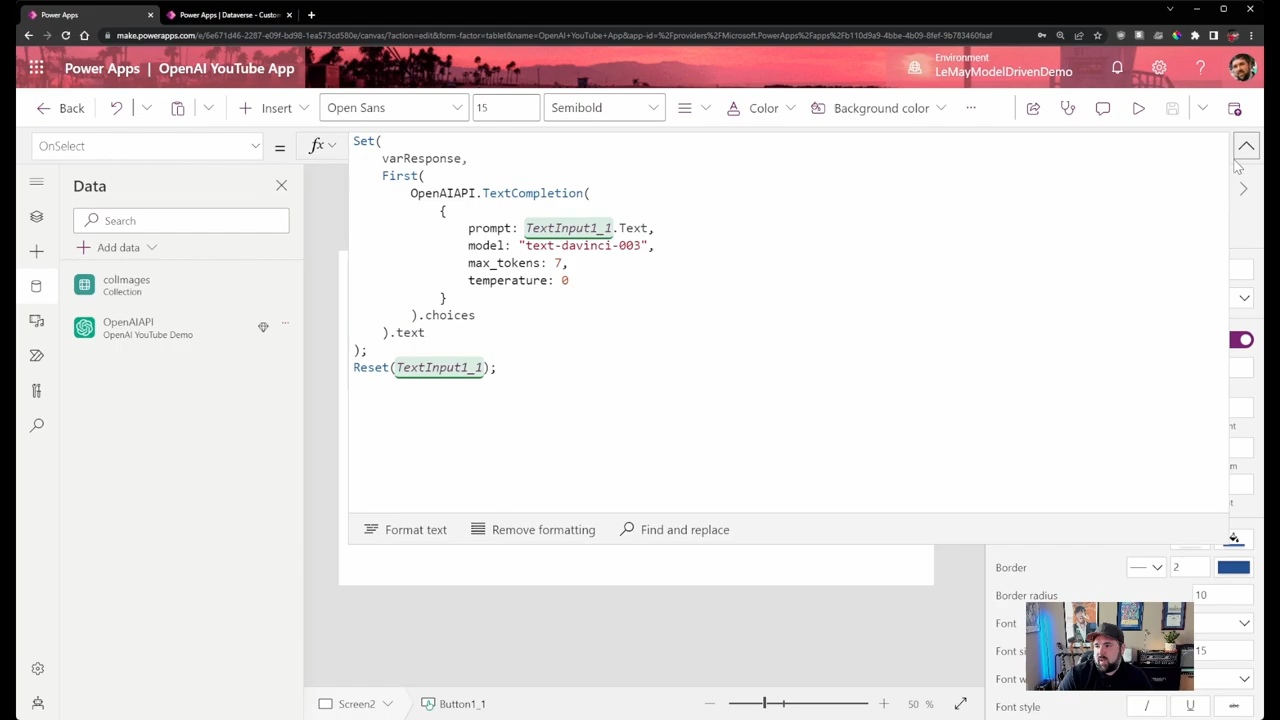 Power Apps
Power Apps | Dataverse - Custom
make.powerapps.com/e/6e671d46-2287-e09f-bd98-1ea573cd580e/canvas/?action=edit&form-factor=tablet&name=OpenAI+YouTube+App&app-id=%2Fproviders%2FMicrosoft.PowerApps%2Fapps%2Fb110d9a9-4bbe-4b09-8fef-9b783460faaf
Power Apps | OpenAI YouTube App
Environment
LeMayModelDrivenDemo
Back
Insert
Open Sans
15
Semibold
Color
Background color
OnSelect
= fx
Set(
varResponse,
First(
OpenAIAPI.TextCompletion(
{
prompt: TextInput1_1.Text,
model: "text-davinci-003",
max_tokens: 7,
temperature: 0
}
).choices
).text
);
Reset(TextInput1_1);
Data
Search
Add data
colImages
Collection
OpenAIAPI
OpenAI YouTube Demo
Format text
Remove formatting
Find and replace
Border
2
Border radius
10
Font
Font si
15
Font w
Font style
/ U abc
Screen2
Button1_1
50 %